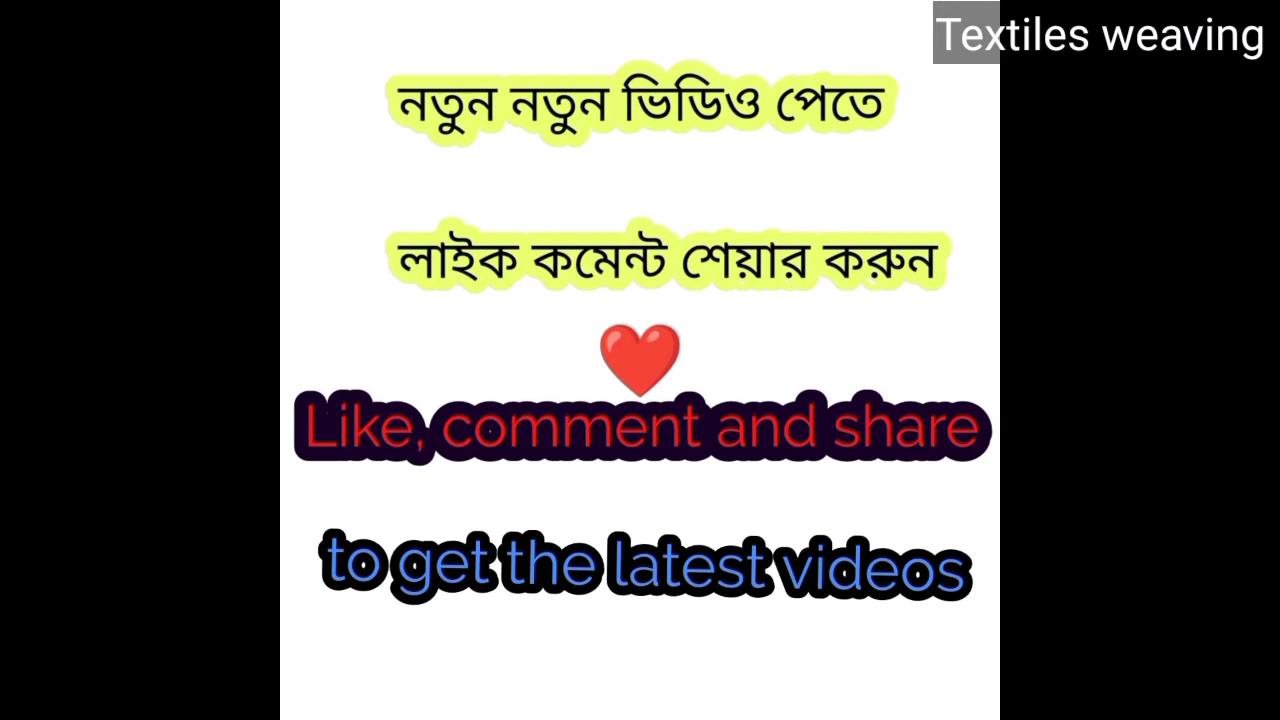 Textiles weaving
নতুন নতুন ভিডিও পেতে
লাইক কমেন্ট শেয়ার করুন
Like, comment and share
to get the latest videos